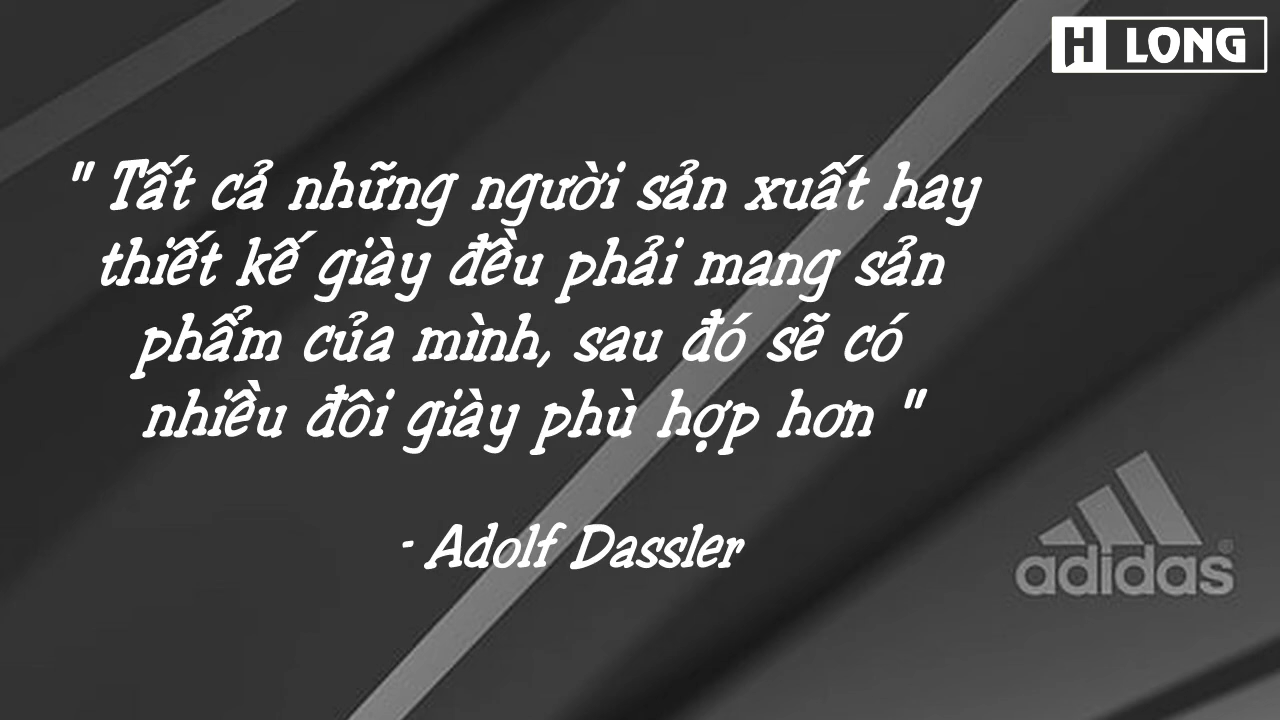 H LONG
" Tất cả những người sản xuất hay
thiết kế giày đều phải mang sản
phẩm của mình, sau đó sẽ có
nhiều đôi giày phù hợp hơn "
- Adolf Dassler
adidas®